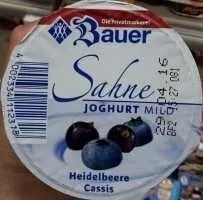 Die Privatmolkerei
Bauer
Sahne
JOGHURT MILD
Heidelbeere
Cassis
29.04.16